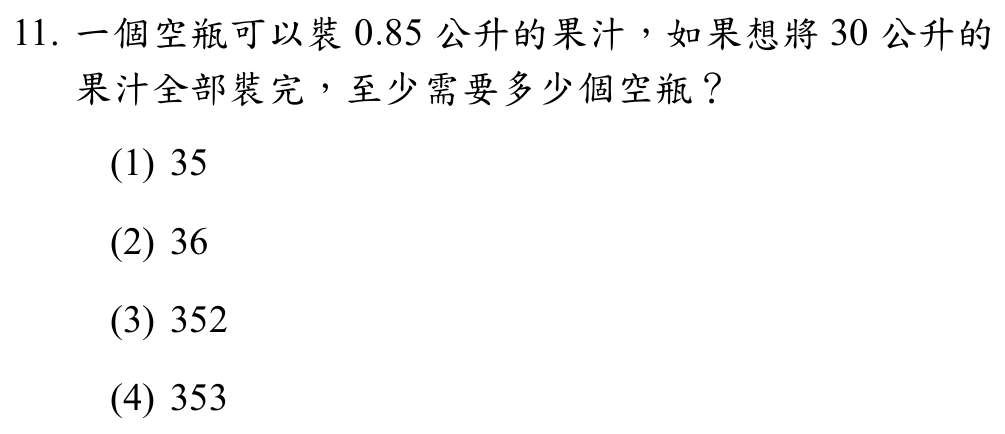 11. 一個空瓶可以裝 0.85 公升的果汁，如果想將 30 公升的
果汁全部裝完，至少需要多少個空瓶？
(1) 35
(2) 36
(3) 352
(4) 353